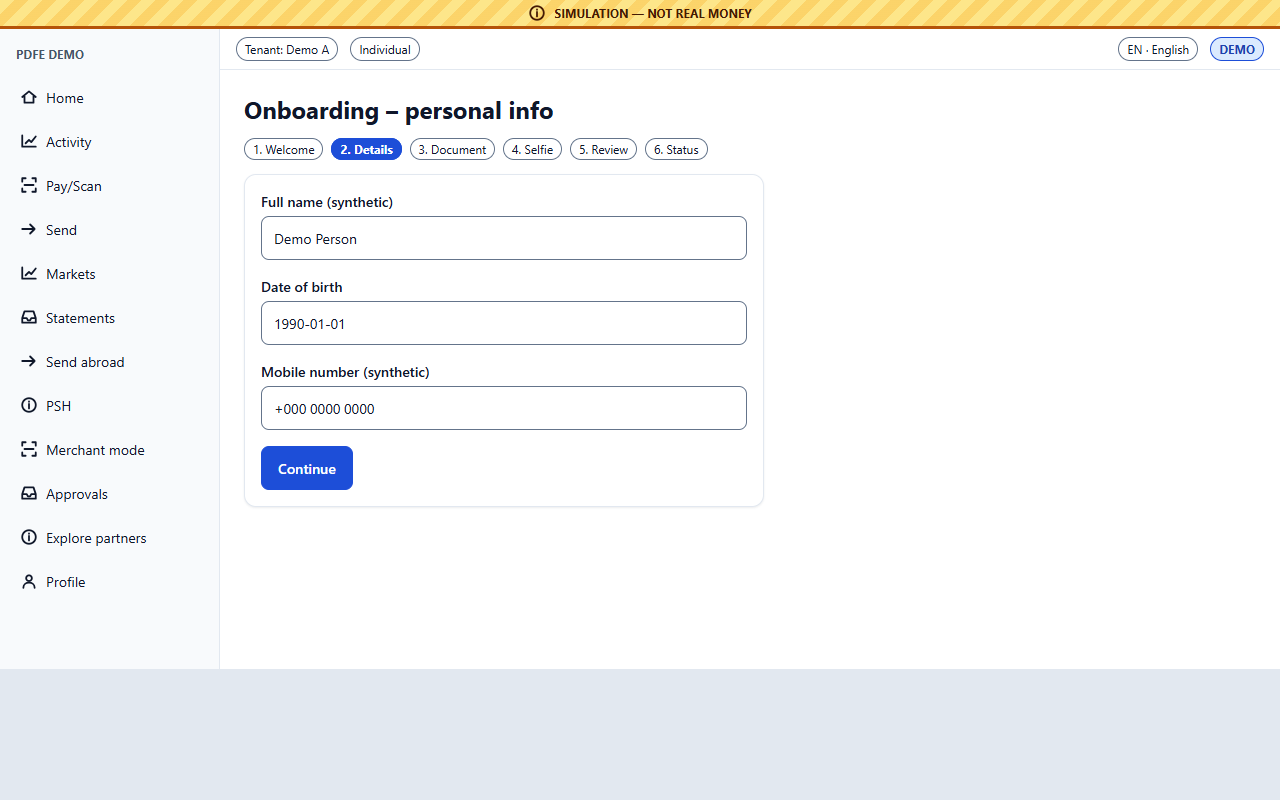 SIMULATION — NOT REAL MONEY
PDFE DEMO
Home
Activity
Pay/Scan
Send
Markets
Statements
Send abroad
PSH
Merchant mode
Approvals
Explore partners
Profile
Tenant: Demo A
Individual
EN · English
DEMO
Onboarding – personal info
1. Welcome
2. Details
3. Document
4. Selfie
5. Review
6. Status
Full name (synthetic)
Demo Person
Date of birth
1990-01-01
Mobile number (synthetic)
+000 0000 0000
Continue